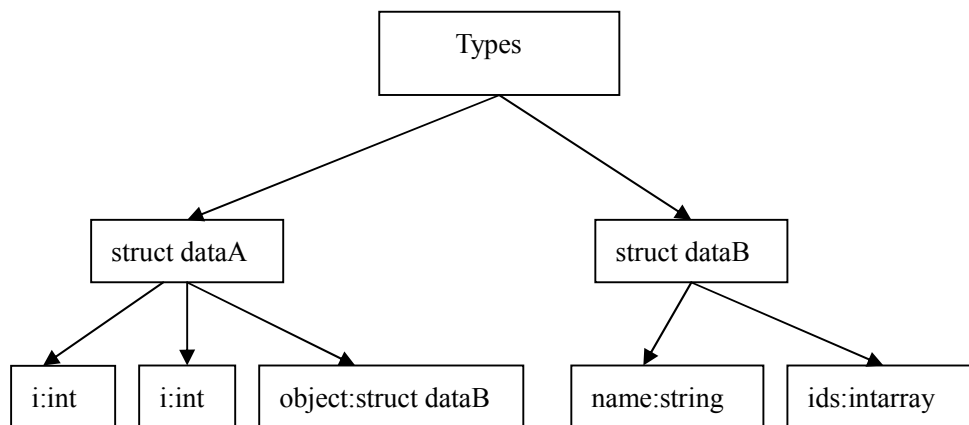 Types
struct dataA
struct dataB
i:int
i:int
object:struct dataB
name:string
ids:intarray